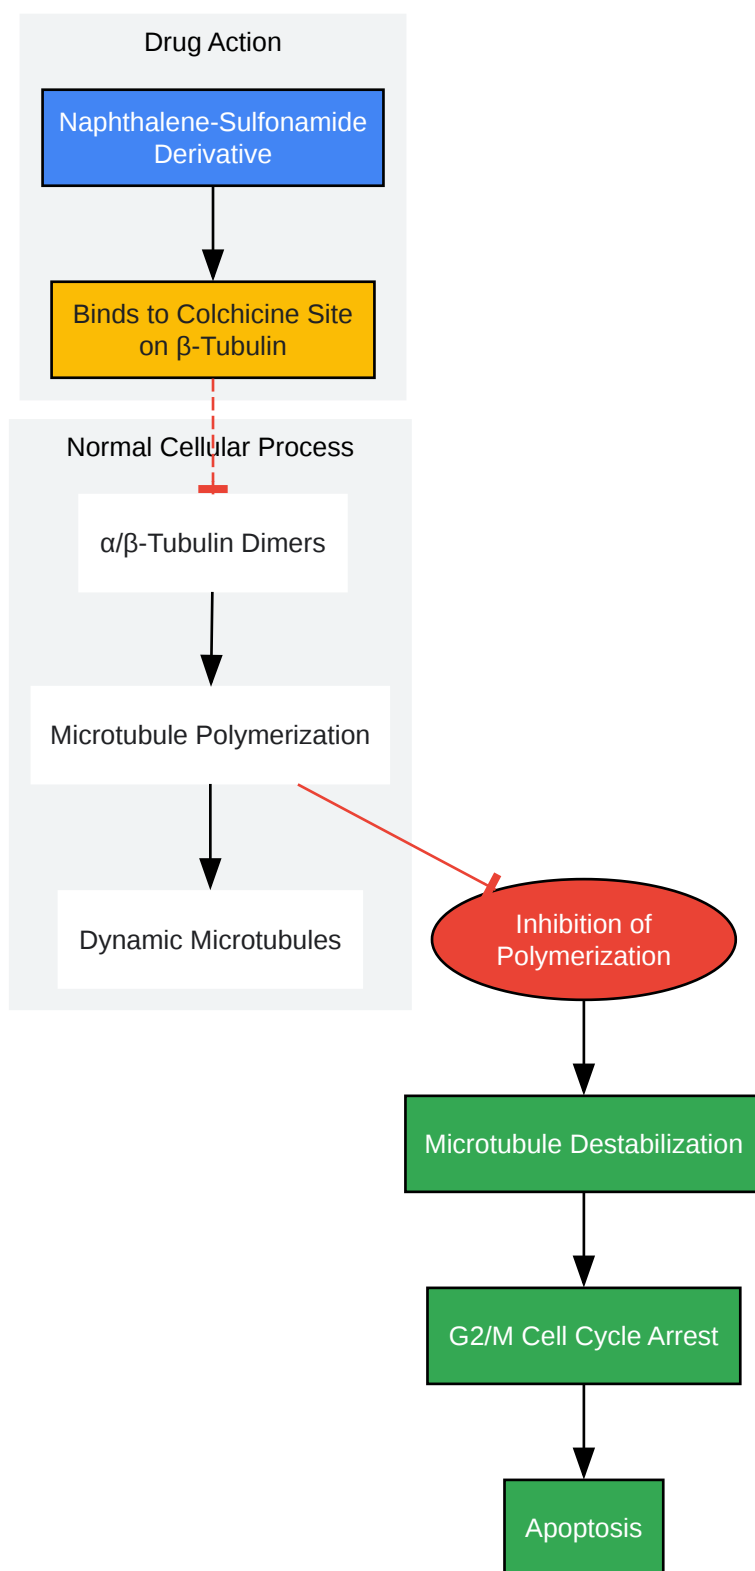 Drug Action
Naphthalene-Sulfonamide
Derivative
Binds to Colchicine Site
on β-Tubulin
Normal Cellular Process
α/β-Tubulin Dimers
Microtubule Polymerization
Dynamic Microtubules
Inhibition of
Polymerization
Microtubule Destabilization
G2/M Cell Cycle Arrest
Apoptosis